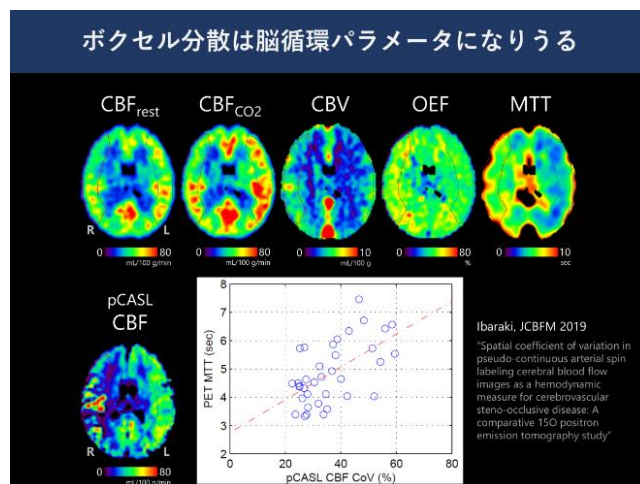 ボクセル分散は脳循環パラメータになりうる
CBFrest CBFCO2 CBV OEF MTT
R L
0 80 0 80 0 10 0 80 0 10
mL/100 g/min mL/100 g/min mL/100 g % sec
pCASL
CBF
R L
0 80
mL/100 g/min
8
7
6
5
4
3
2
1
0
PET MTT (sec)
0 20 40 60 80
pCASL CBF CoV (%)
Ibaraki, JCBFM 2019
"Spatial coefficient of variation in
pseudo-continuous arterial spin
labeling cerebral blood flow
images as a hemodynamic
measure for cerebrovascular
steno-occlusive disease: A
comparative 15O positron
emission tomography study"